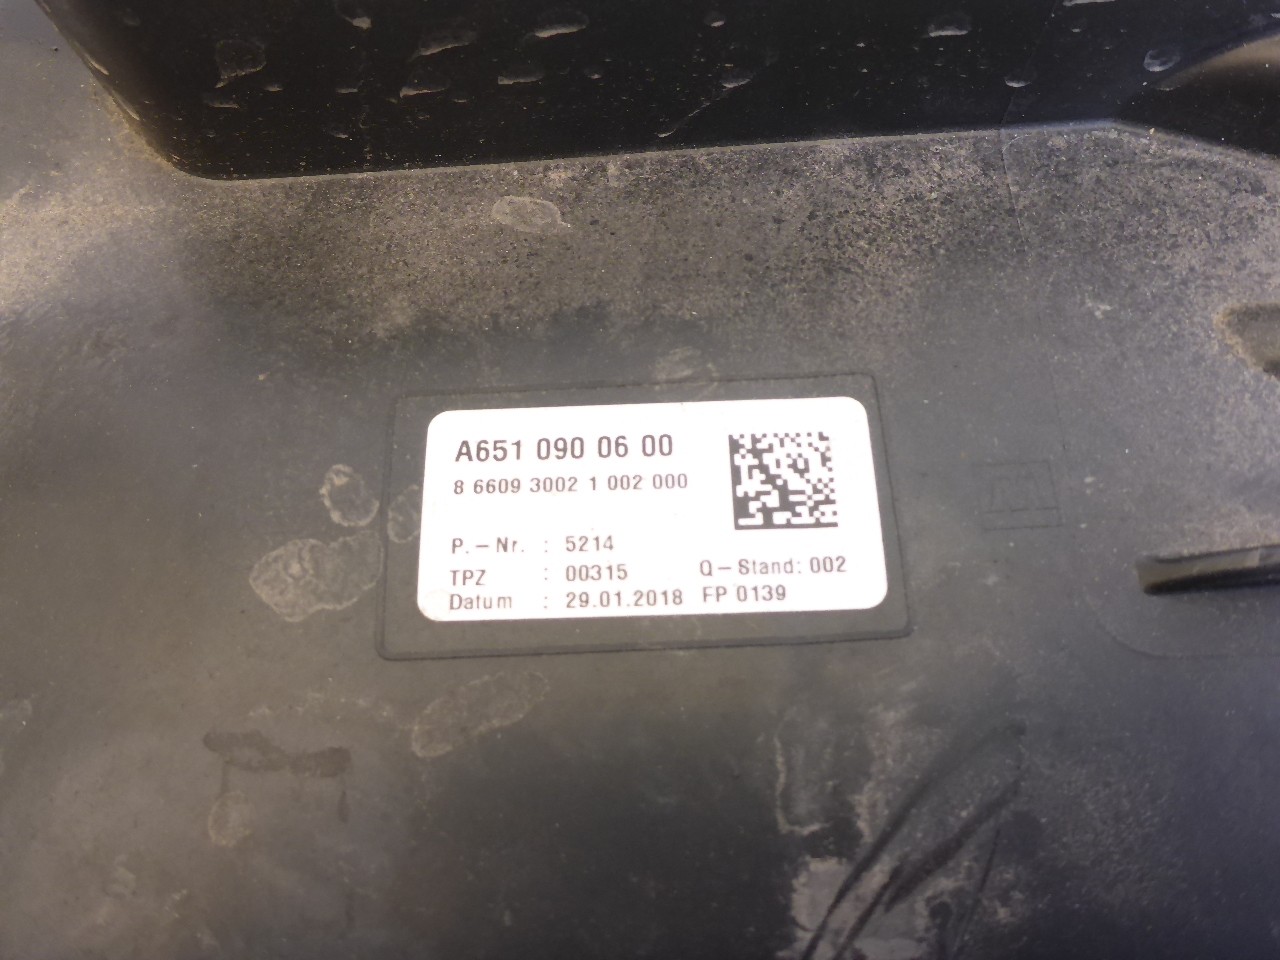 A651 090 06 00
8 66093 3002 1 002 000
P.-Nr. : 5214
TPZ : 00315 Q-Stand: 002
Datum : 29.01.2018 FP 0139